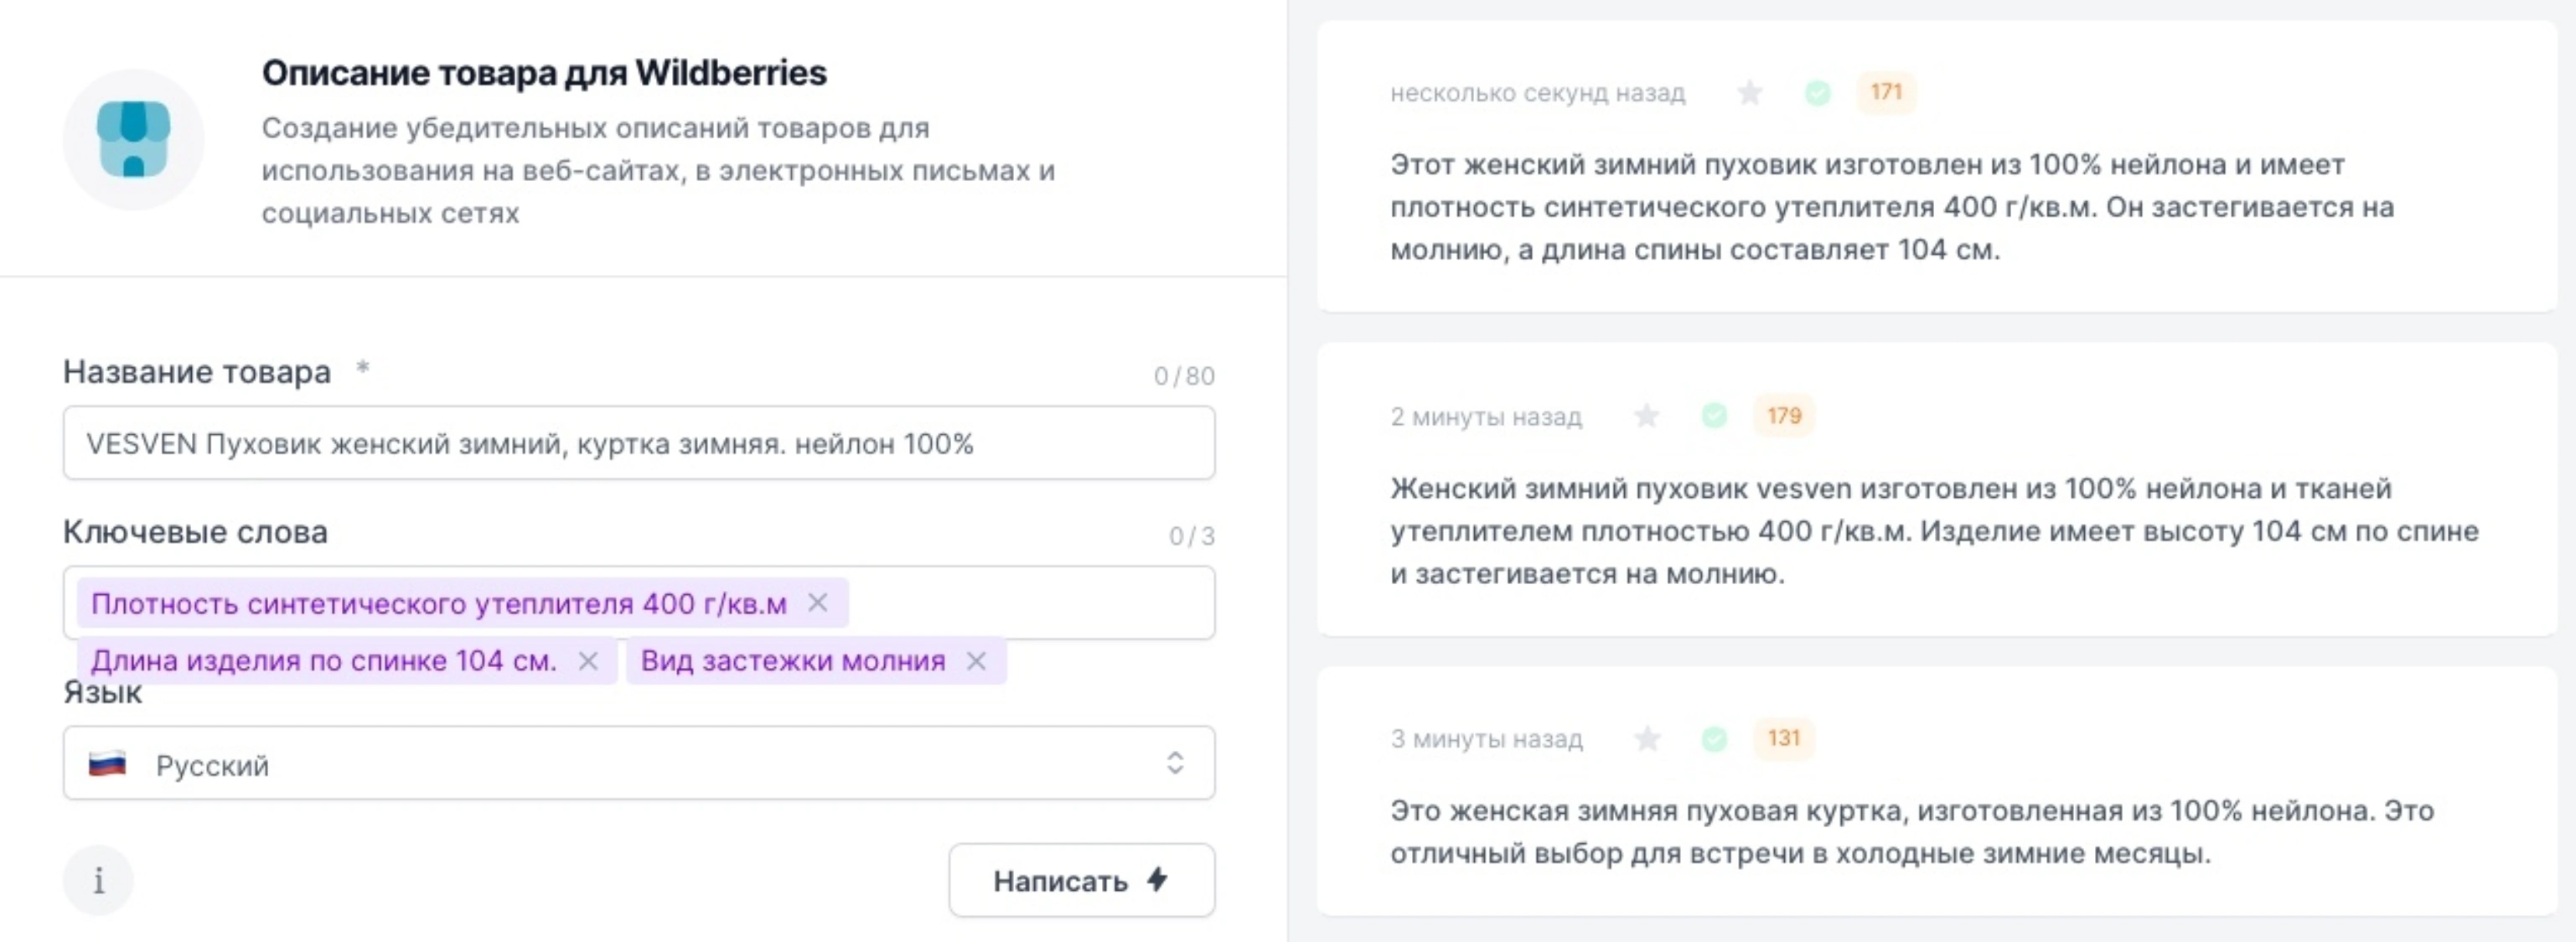 Описание товара для Wildberries
Создание убедительных описаний товаров для
использования на веб-сайтах, в электронных письмах и
социальных сетях
Название товара *
0/80
VESVEN Пуховик женский зимний, куртка зимняя. нейлон 100%
Ключевые слова
0/3
Плотность синтетического утеплителя 400 г/кв.м ×
Длина изделия по спинке 104 см. × Вид застежки молния ×
Язык
Русский
i
Написать
несколько секунд назад 171
Этот женский зимний пуховик изготовлен из 100% нейлона и имеет
плотность синтетического утеплителя 400 г/кв.м. Он застегивается на
молнию, а длина спины составляет 104 см.
2 минуты назад 179
Женский зимний пуховик vesven изготовлен из 100% нейлона и тканей
утеплителем плотностью 400 г/кв.м. Изделие имеет высоту 104 см по спине
и застегивается на молнию.
3 минуты назад 131
Это женская зимняя пуховая куртка, изготовленная из 100% нейлона. Это
отличный выбор для встречи в холодные зимние месяцы.